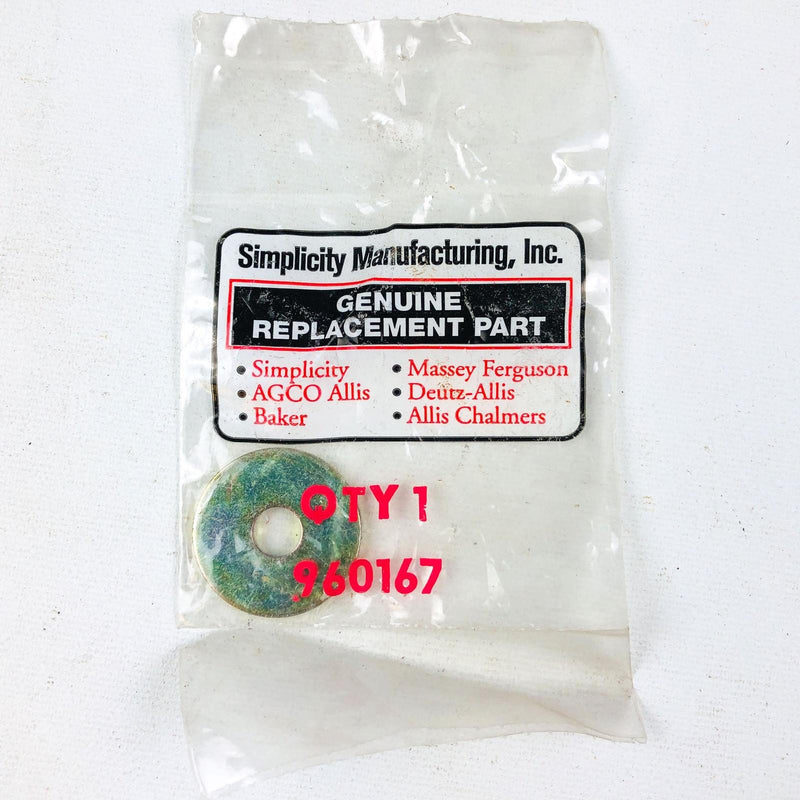 Simplicity Manufacturing, Inc.
GENUINE
REPLACEMENT PART
• Simplicity • Massey Ferguson
• AGCO Allis • Deutz-Allis
• Baker • Allis Chalmers
QTY 1
960167